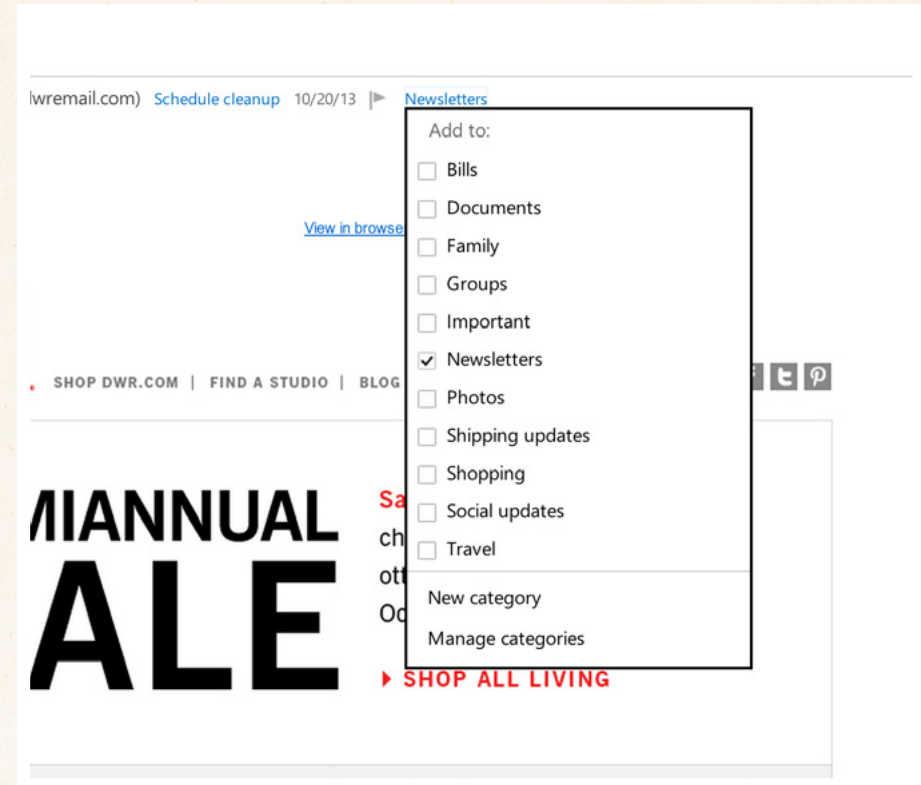 lwremail.com) Schedule cleanup 10/20/13 Newsletters
Add to:
Bills
Documents
View in browse
Family
Groups
Important
Newsletters
SHOP DWR.COM | FIND A STUDIO | BLOG
Photos
Shipping updates
Shopping
Social updates
Travel
MIANNUAL
ALE
Sa
ch
ott
Oc
New category
Manage categories
SHOP ALL LIVING